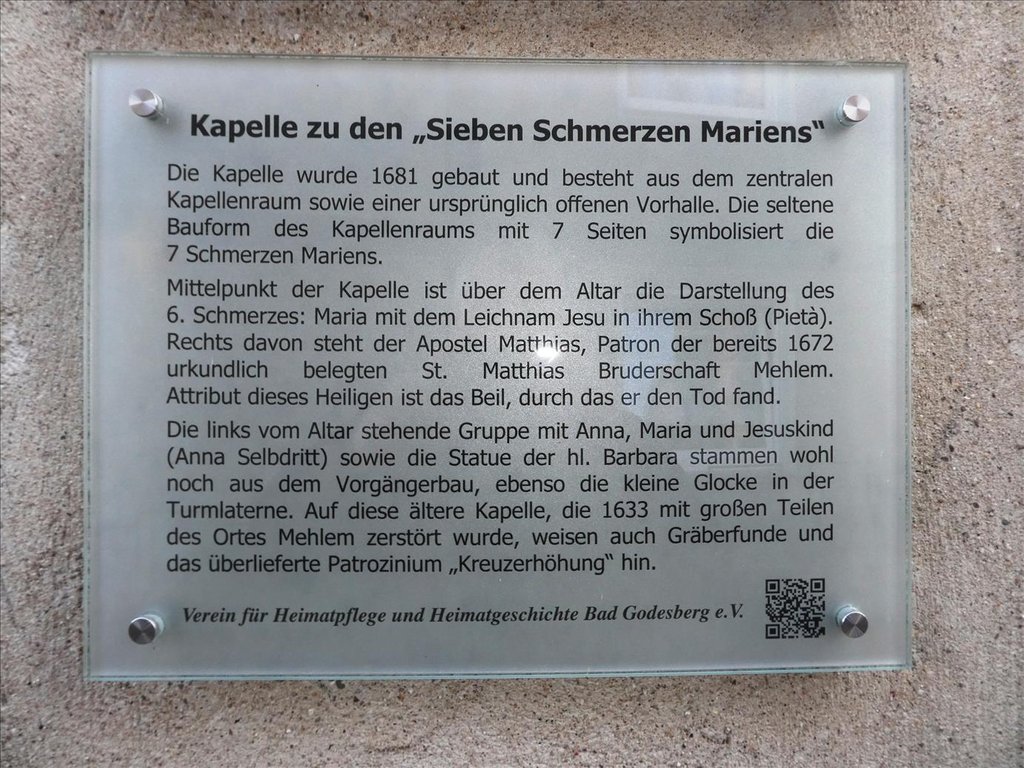 Kapelle zu den „Sieben Schmerzen Mariens“
Die Kapelle wurde 1681 gebaut und besteht aus dem zentralen
Kapellenraum sowie einer ursprünglich offenen Vorhalle. Die seltene
Bauform des Kapellenraums mit 7 Seiten symbolisiert die
7 Schmerzen Mariens.
Mittelpunkt der Kapelle ist über dem Altar die Darstellung des
6. Schmerzes: Maria mit dem Leichnam Jesu in ihrem Schoß (Pietà).
Rechts davon steht der Apostel Matthias, Patron der bereits 1672
urkundlich belegten St. Matthias Bruderschaft Mehlem.
Attribut dieses Heiligen ist das Beil, durch das er den Tod fand.
Die links vom Altar stehende Gruppe mit Anna, Maria und Jesuskind
(Anna Selbdritt) sowie die Statue der hl. Barbara stammen wohl
noch aus dem Vorgängerbau, ebenso die kleine Glocke in der
Turmlaterne. Auf diese ältere Kapelle, die 1633 mit großen Teilen
des Ortes Mehlem zerstört wurde, weisen auch Gräberfunde und
das überlieferte Patrozinium „Kreuzerhöhung“ hin.
Verein für Heimatpflege und Heimatgeschichte Bad Godesberg e.V.